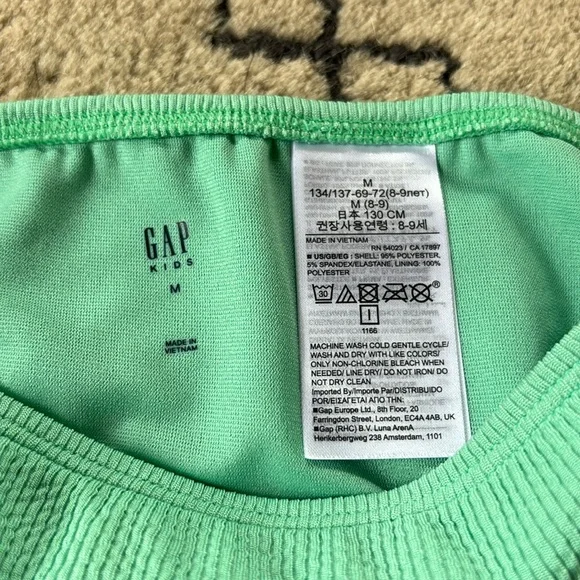 GAP
KIDS
M
MADE IN
VIETNAM
M
134/137-69-72(8-9лет)
M (8-9)
日本 130 CM
권장사용연령 : 8-9세
MADE IN VIETNAM
RN 54023 / CA 17897
■ US/GB/EG : SHELL: 95% POLYESTER,
5% SPANDEX/ELASTANE, LINING: 100%
POLYESTER
30
I
1166
MACHINE WASH COLD GENTLE CYCLE/
WASH AND DRY WITH LIKE COLORS/
ONLY NON-CHLORINE BLEACH WHEN
NEEDED/ LINE DRY/ DO NOT IRON/ DO
NOT DRY CLEAN
Imported By/Importe Par/DISTRIBUIDO
POR/EISAГETAI AПO THN:
■Gap Europe Ltd., 8th Floor, 20
Farringdon Street, London, EC4A 4AB, UK
■Gap (RHC) B.V. Luna ArenA
Herikerbergweg 238 Amsterdam, 1101